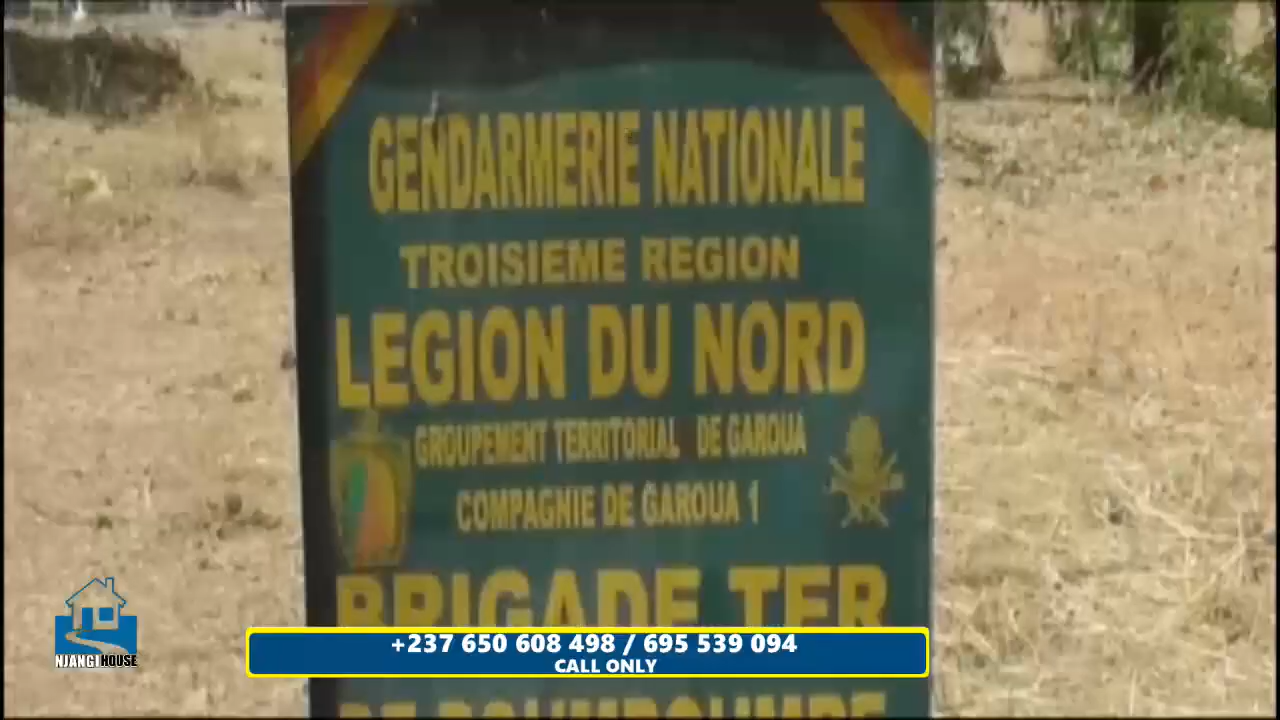 GENDARMERIE NATIONALE
TROISIEME REGION
LEGION DU NORD
GROUPEMENT TERRITORIAL DE GAROUA
COMPAGNIE DE GAROUA 1
BRIGADE TER
+237 650 608 498 / 695 539 094
CALL ONLY
NJANGI HOUSE